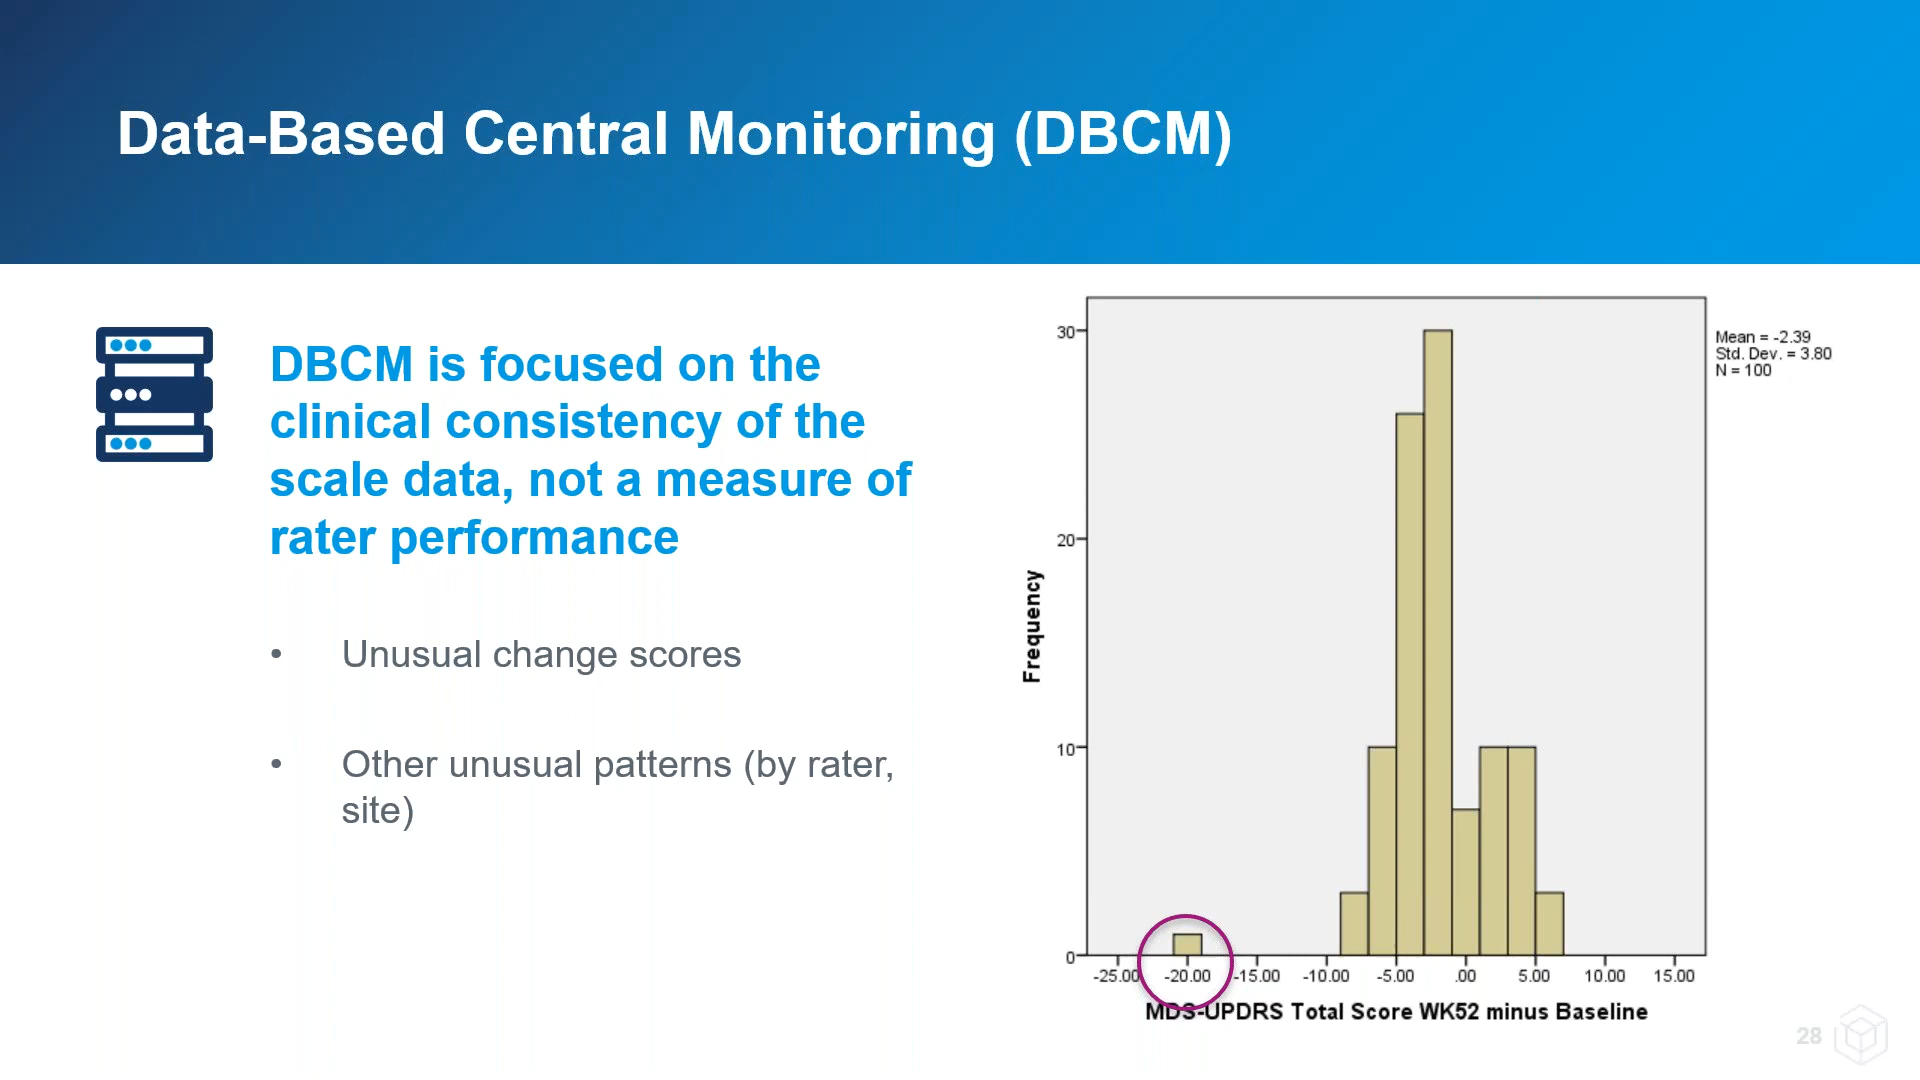 Data-Based Central Monitoring (DBCM)
DBCM is focused on the
clinical consistency of the
scale data, not a measure of
rater performance
• Unusual change scores
• Other unusual patterns (by rater,
site)
Mean = -2.39
Std. Dev. = 3.80
N = 100
30
20
10
0
Frequency
-25.00 -20.00 -15.00 -10.00 -5.00 .00 5.00 10.00 15.00
MDS-UPDRS Total Score WK52 minus Baseline
28